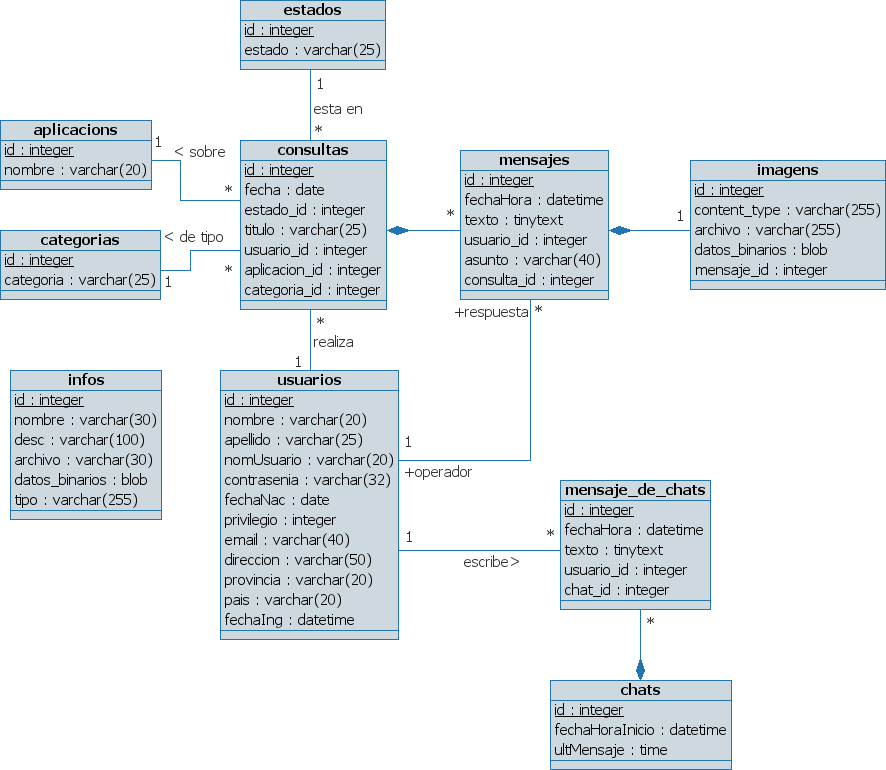 estados
id : integer
estado : varchar(25)
1
esta en
*
aplicacions
id : integer
nombre : varchar(20)
1
< sobre
*
categorias
id : integer
categoria : varchar(25)
< de tipo
1
*
consultas
id : integer
fecha : date
estado_id : integer
titulo : varchar(25)
usuario_id : integer
aplicacion_id : integer
categoria_id : integer
*
mensajes
id : integer
fechaHora : datetime
texto : tinytext
usuario_id : integer
asunto : varchar(40)
consulta_id : integer
1
imagens
id : integer
content_type : varchar(255)
archivo : varchar(255)
datos_binarios : blob
mensaje_id : integer
*
realiza
1
+respuesta
*
infos
id : integer
nombre : varchar(30)
desc : varchar(100)
archivo : varchar(30)
datos_binarios : blob
tipo : varchar(255)
usuarios
id : integer
nombre : varchar(20)
apellido : varchar(25)
nomUsuario : varchar(20)
contrasenia : varchar(32)
fechaNac : date
privilegio : integer
email : varchar(40)
direccion : varchar(50)
provincia : varchar(20)
pais : varchar(20)
fechaIng : datetime
1
+operador
1
escribe>
*
mensaje_de_chats
id : integer
fechaHora : datetime
texto : tinytext
usuario_id : integer
chat_id : integer
*
chats
id : integer
fechaHoraInicio : datetime
ultMensaje : time